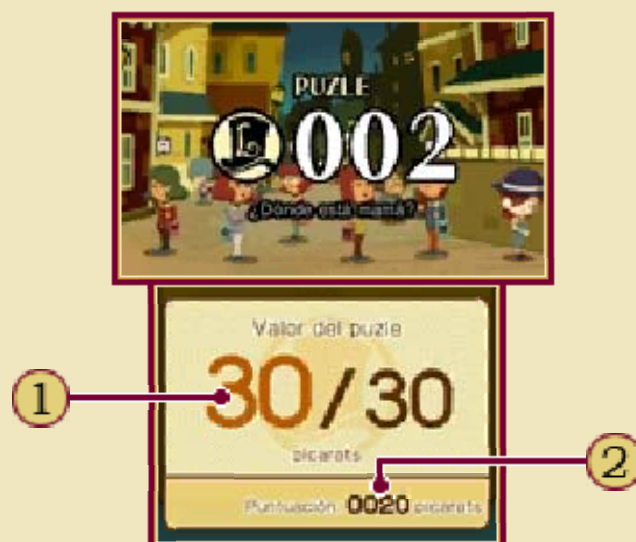 PUZLE
L 002
¿Dónde está mamá?
Valor del puzle
30/30
picarats
Puntuación 0020 picarats
1
2